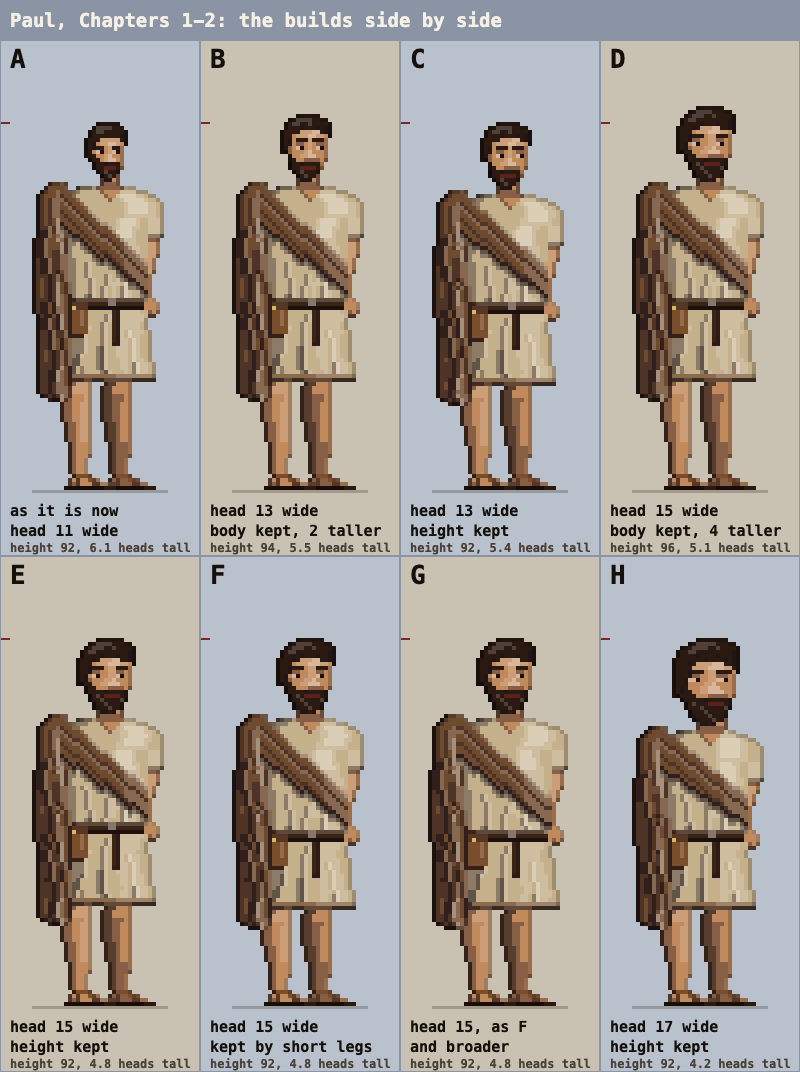 Paul, Chapters 1–2: the builds side by side
A
B
C
D
as it is now
head 11 wide
height 92, 6.1 heads tall
head 13 wide
body kept, 2 taller
height 94, 5.5 heads tall
head 13 wide
height kept
height 92, 5.4 heads tall
head 15 wide
body kept, 4 taller
height 96, 5.1 heads tall
E
F
G
H
head 15 wide
height kept
height 92, 4.8 heads tall
head 15 wide
kept by short legs
height 92, 4.8 heads tall
head 15, as F
and broader
height 92, 4.8 heads tall
head 17 wide
height kept
height 92, 4.2 heads tall